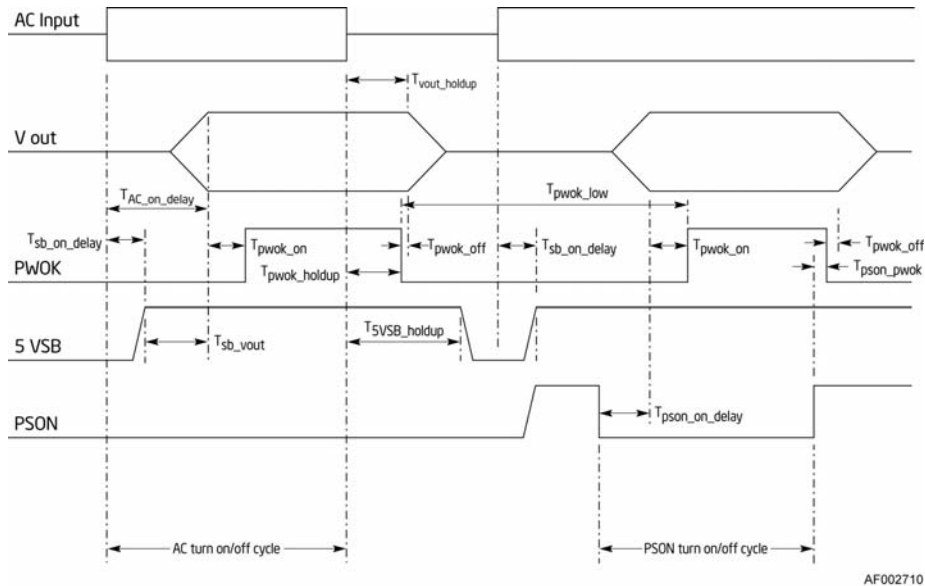 AC Input
T_vout_holdup
V out
T_AC_on_delay
T_pwok_low
T_sb_on_delay
T_pwok_on
T_pwok_off
T_sb_on_delay
T_pwok_on
T_pwok_off
PWOK
T_pwok_holdup
T_pson_pwok
T_5VSB_holdup
5 VSB
T_sb_vout
PSON
T_pson_on_delay
AC turn on/off cycle
PSON turn on/off cycle
AF002710